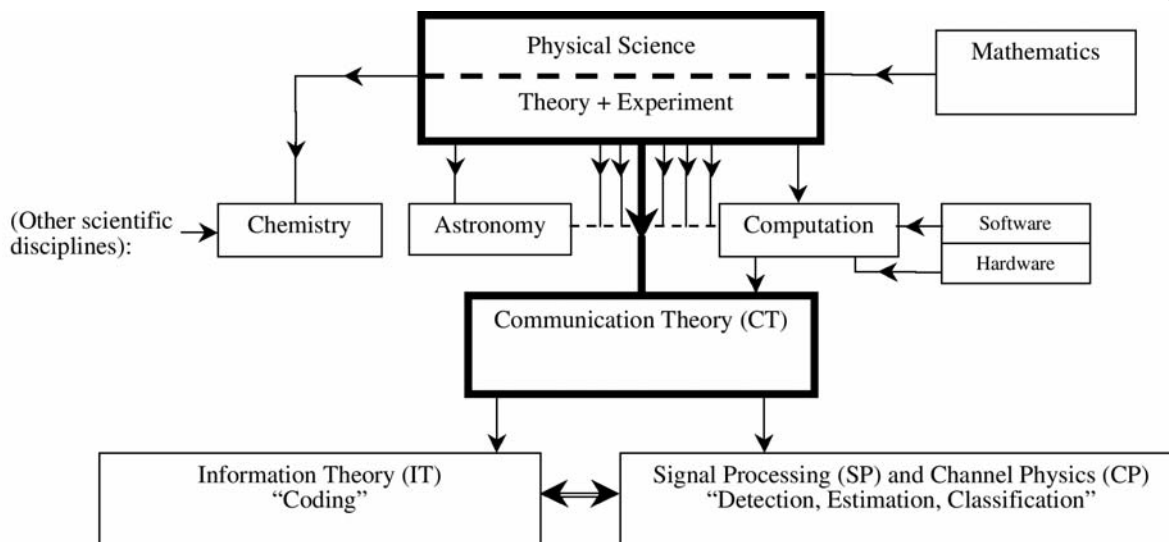 Physical Science
Theory + Experiment
Mathematics
(Other scientific
disciplines):
Chemistry
Astronomy
Computation
Software
Hardware
Communication Theory (CT)
Information Theory (IT)
“Coding”
Signal Processing (SP) and Channel Physics (CP)
“Detection, Estimation, Classification”